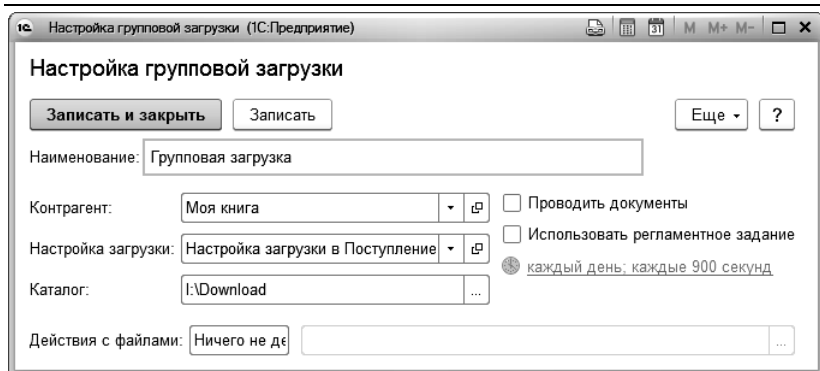 1С Настройка групповой загрузки (1С:Предприятие) 31 M M+ M-
Настройка групповой загрузки
Записать и закрыть Записать Еще ?
Наименование: Групповая загрузка
Контрагент: Моя книга Проводить документы
Настройка загрузки: Настройка загрузки в Поступление Использовать регламентное задание
каждый день; каждые 900 секунд
Каталог: I:\Download ...
Действия с файлами: Ничего не де ...